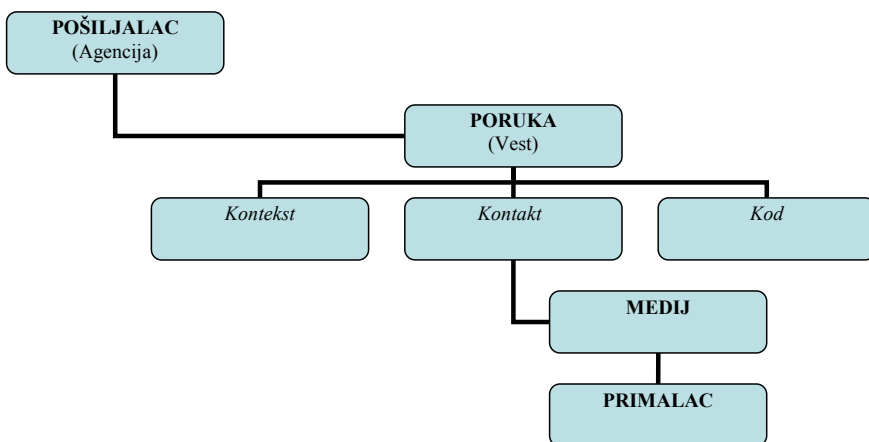 POŠILJALAC
(Agencija)
PORUKA
(Vest)
Kontekst
Kontakt
Kod
MEDIJ
PRIMALAC